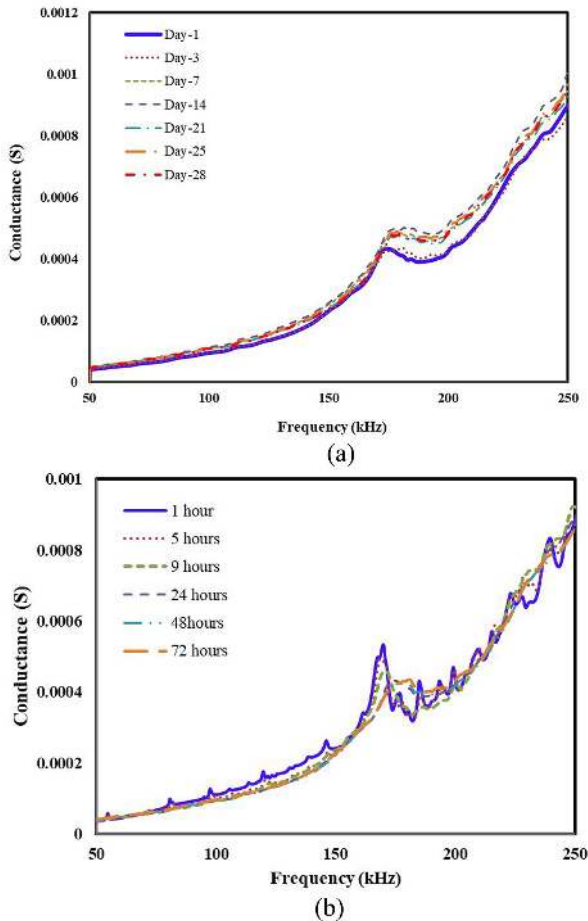 0.0012
0.001
0.0008
0.0006
0.0004
0.0002
0
Conductance (S)
Day-1
Day-3
Day-7
Day-14
Day-21
Day-25
Day-28
50 100 150 200 250
Frequency (kHz)
(a)
0.001
0.0008
0.0006
0.0004
0.0002
0
Conductance (S)
1 hour
5 hours
9 hours
24 hours
48hours
72 hours
50 100 150 200 250
Frequency (kHz)
(b)